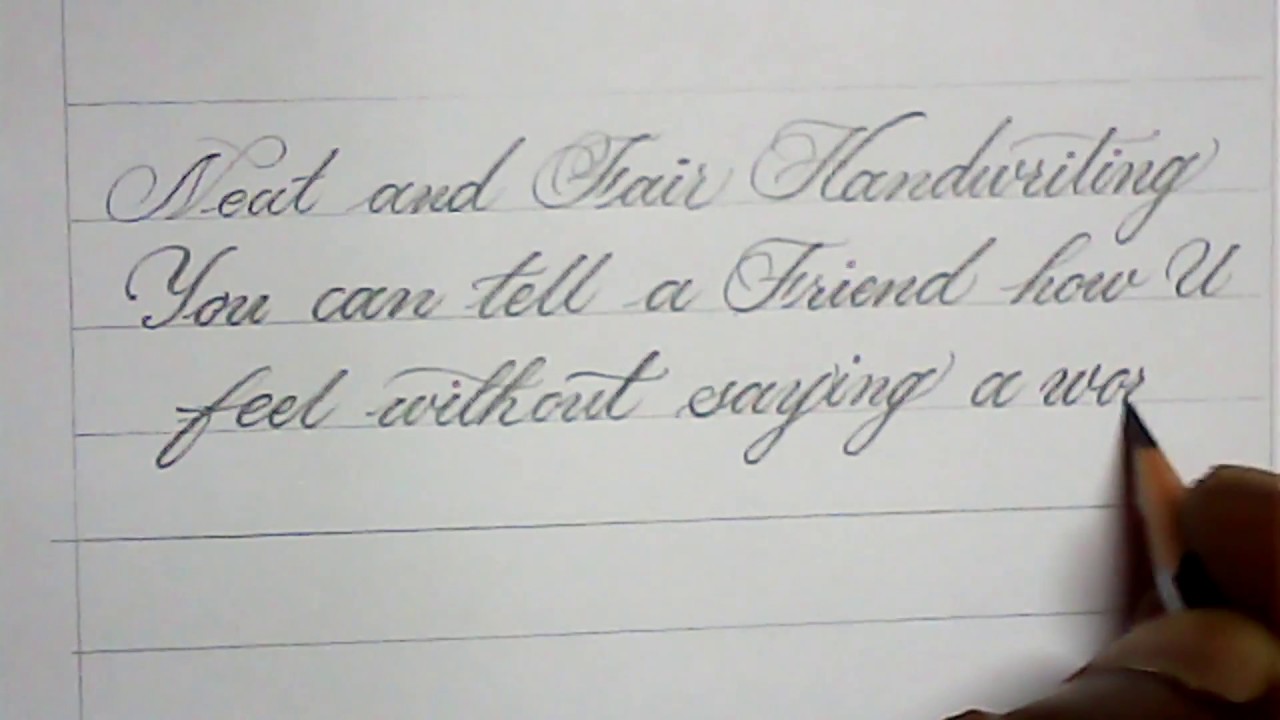 Neat and Fair Handwriting
You can tell a Friend how U
feel without saying a wor